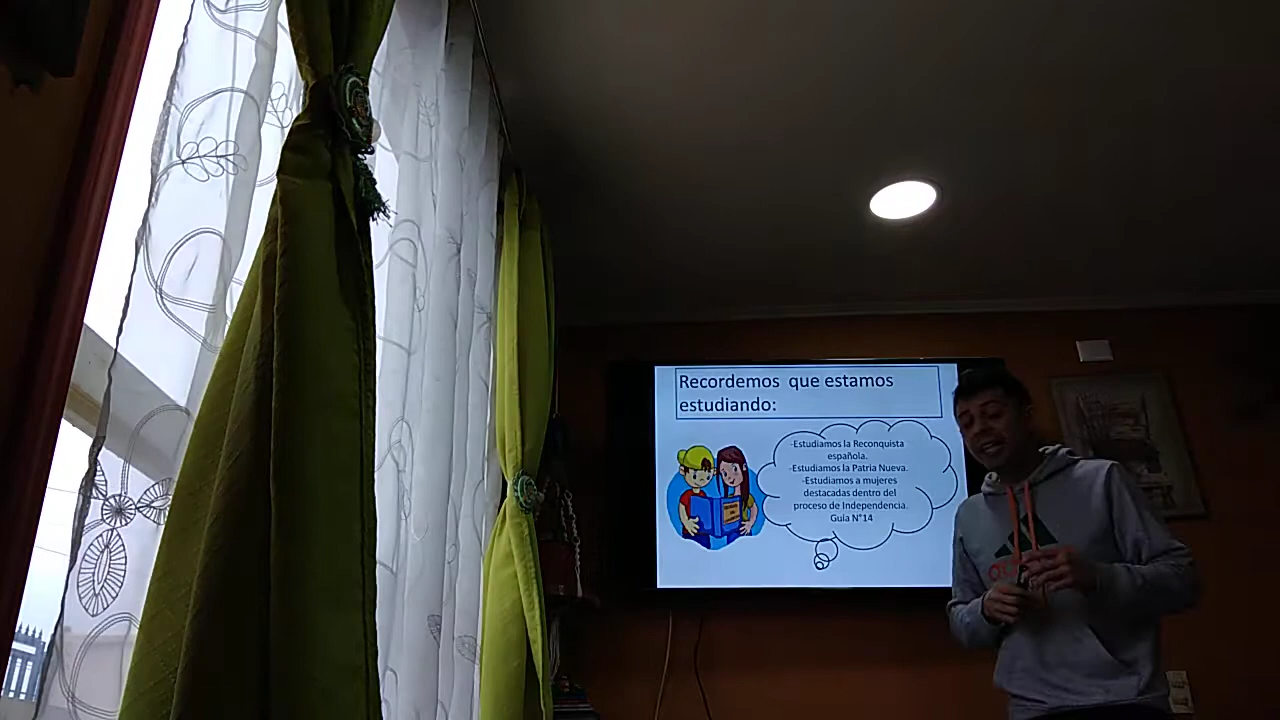 Recordemos que estamos
estudiando:
-Estudiamos la Reconquista
española.
-Estudiamos la Patria Nueva.
-Estudiamos a mujeres
destacadas dentro del
proceso de Independencia.
Guía N°14